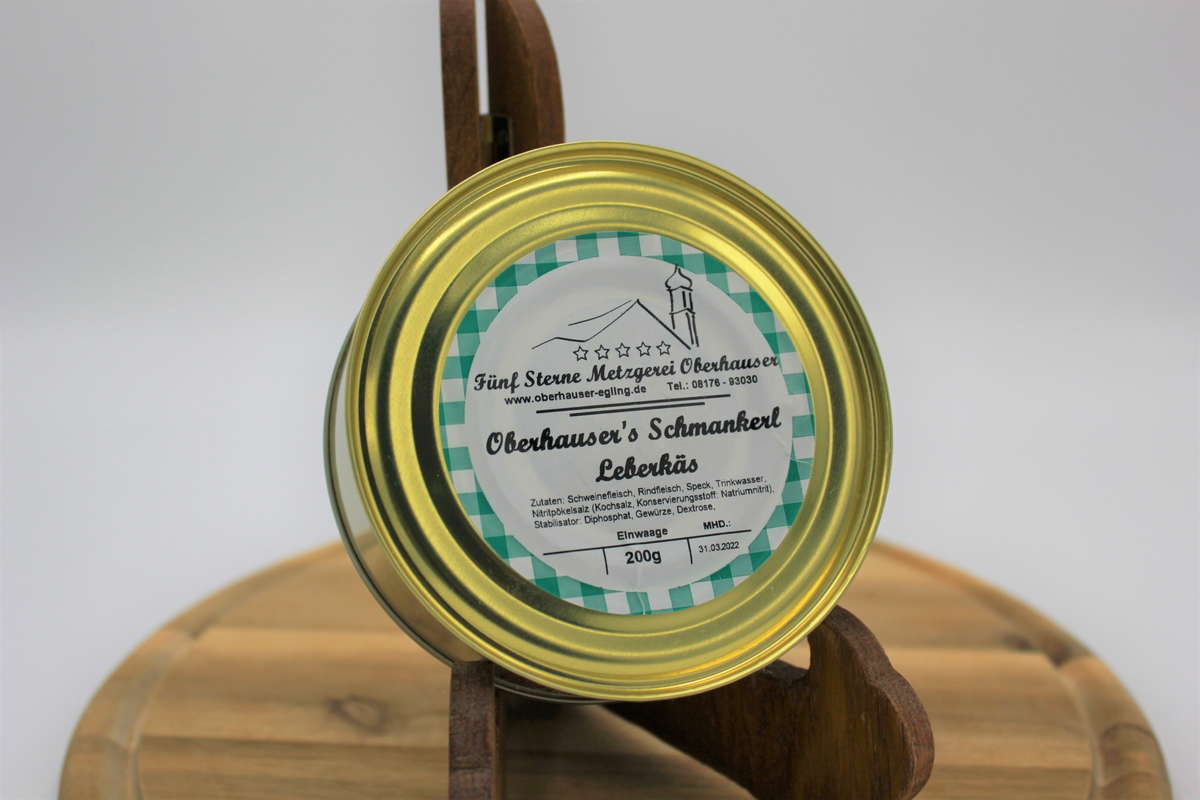 Fünf Sterne Metzgerei Oberhauser
www.oberhauser-egling.de Tel.: 08176 - 93030
Oberhauser's Schmankerl
Leberkäs
Zutaten: Schweinefleisch, Rindfleisch, Speck, Trinkwasser,
Nitritpökelsalz (Kochsalz, Konservierungsstoff: Natriumnitrit),
Stabilisator: Diphosphat, Gewürze, Dextrose,
Einwaage MHD.:
200g 31.03.2022